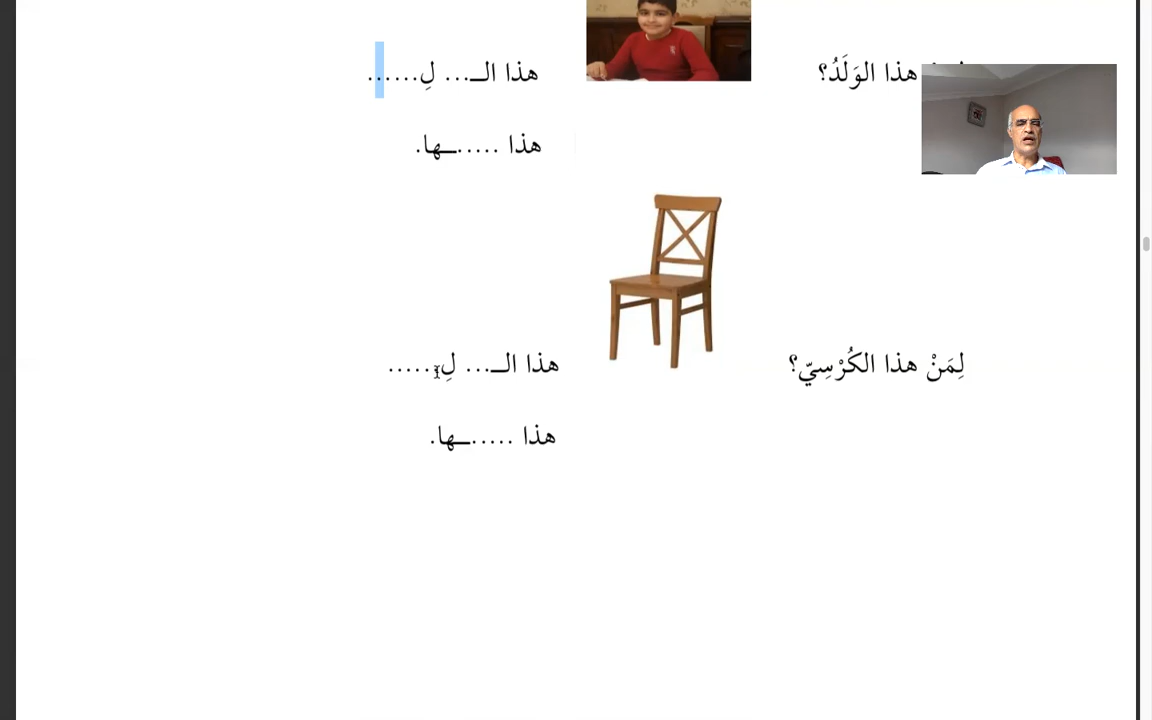 هذا الوَلَدُ؟
هذا الـ... لِ......
هذا .....ـها.
لِمَنْ هذا الكُرْسِيّ؟
هذا الـ... لِ......
هذا .....ـها.